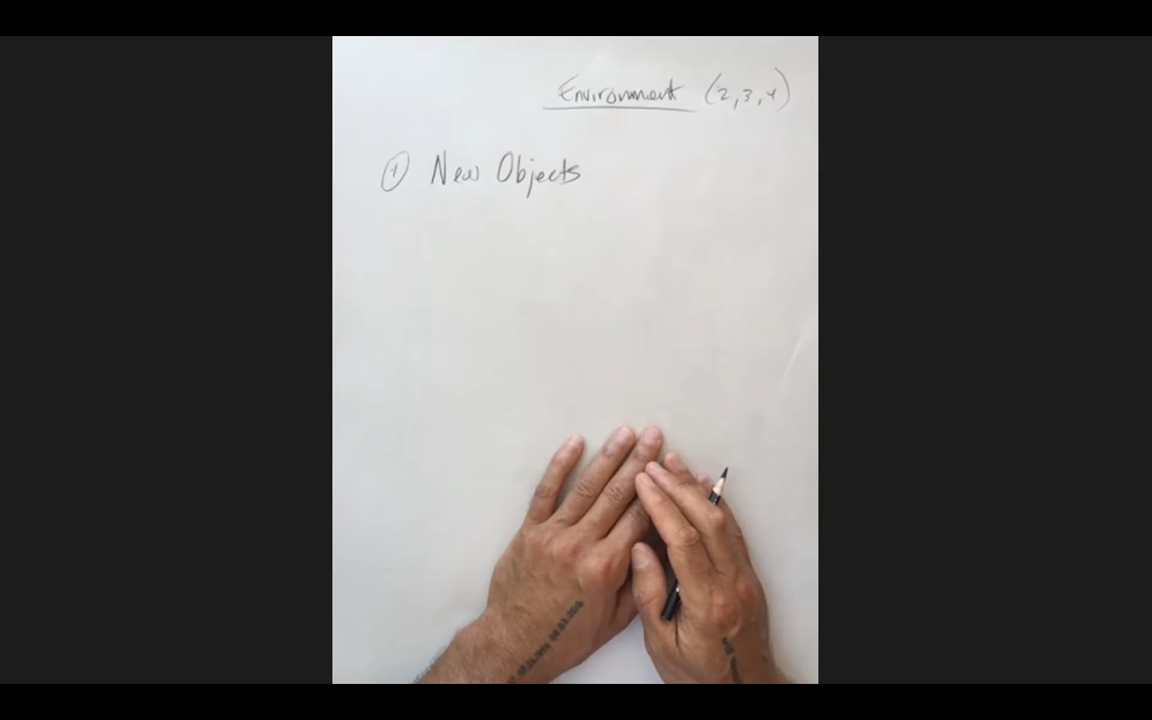 Environment (2,3,4)
① New Objects